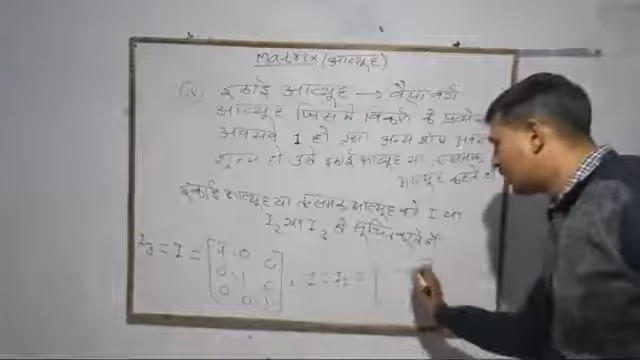 Matrix (आव्यूह)
इकाई आव्यूह → वैसा वर्ग
आव्यूह जिसमें विकर्ण के प्रत्येक
अवयव 1 हो तथा अन्य शेष
शून्य हो उसे इकाई आव्यूह या तत्समक
आव्यूह कहते
इकाई आव्यूह या तत्समक आव्यूह को I या
I₂ या I₃ से सूचित करते हैं
I₃ = I = [1 0 0
0 1 0
0 0 1], I = I₂ = [